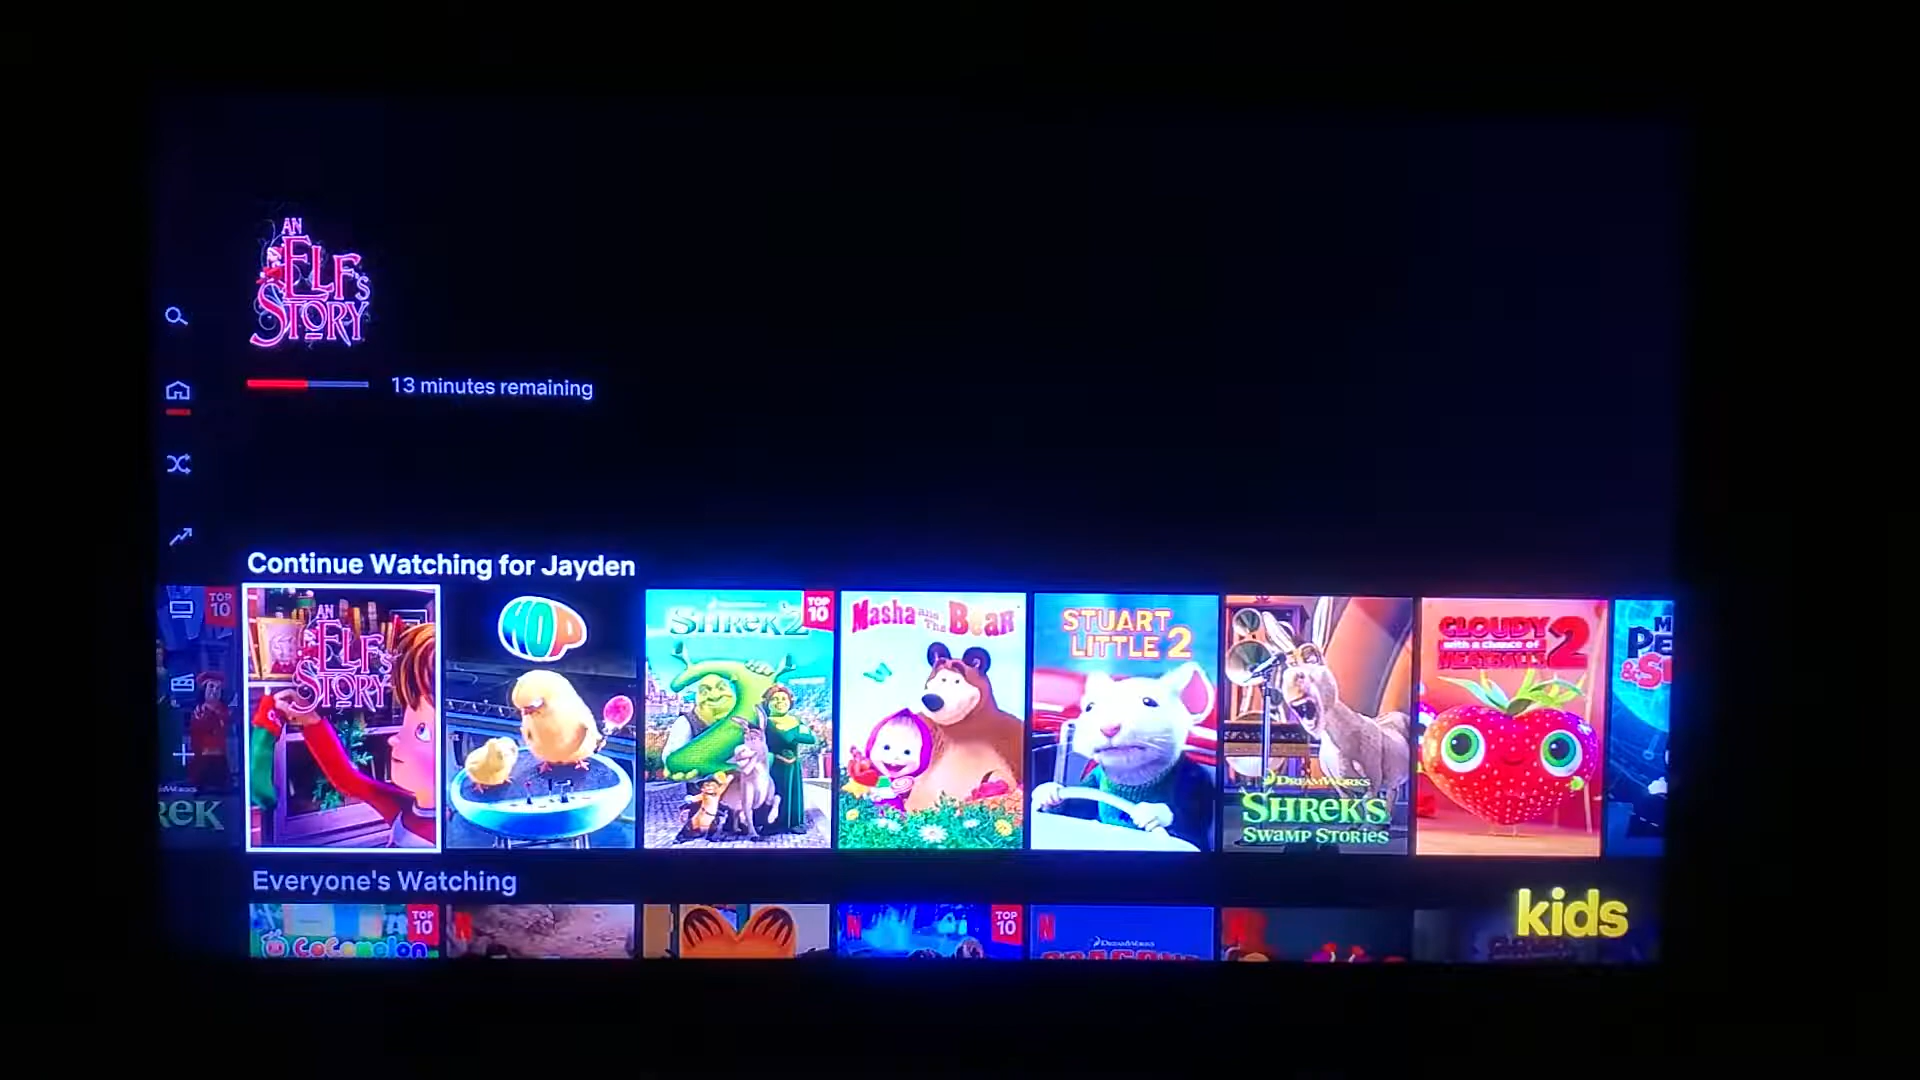 AN
ELF'S
STORY
13 minutes remaining
Continue Watching for Jayden
TOP
10
REK
AN
ELF'S
STORY
HOP
SHREK 2
TOP
10
Masha and The Bear
STUART
LITTLE 2
DREAMWORKS
SHREK'S
SWAMP STORIES
CLOUDY
with a chance of
MEATBALLS 2
Everyone's Watching
TOP
10
CoComelon
N
N
TOP
10
N
DREAMWORKS
N
kids